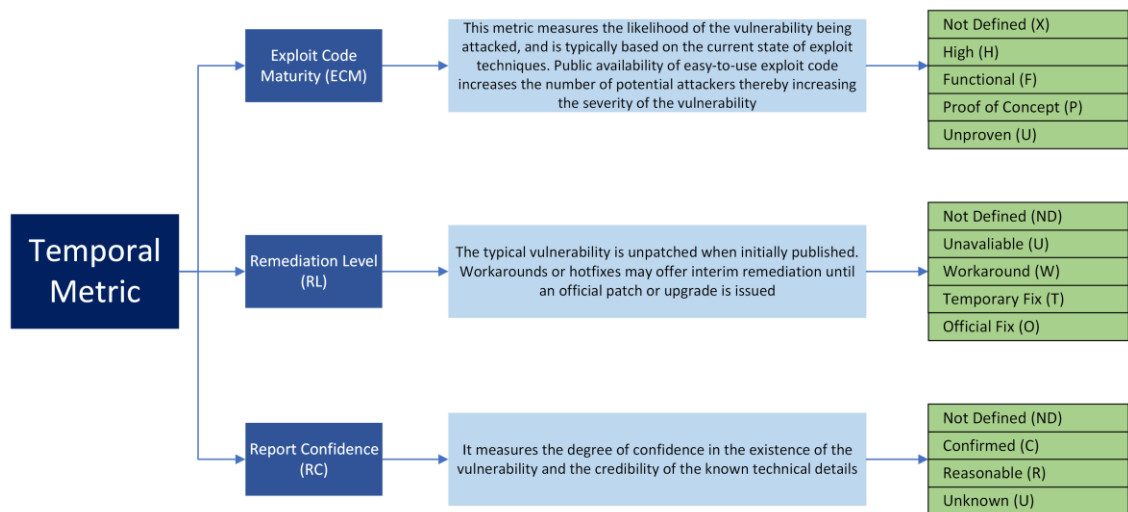 Temporal
Metric
Exploit Code
Maturity (ECM)
This metric measures the likelihood of the vulnerability being
attacked, and is typically based on the current state of exploit
techniques. Public availability of easy-to-use exploit code
increases the number of potential attackers thereby increasing
the severity of the vulnerability
Not Defined (X)
High (H)
Functional (F)
Proof of Concept (P)
Unproven (U)
Remediation Level
(RL)
The typical vulnerability is unpatched when initially published.
Workarounds or hotfixes may offer interim remediation until
an official patch or upgrade is issued
Not Defined (ND)
Unavaliable (U)
Workaround (W)
Temporary Fix (T)
Official Fix (O)
Report Confidence
(RC)
It measures the degree of confidence in the existence of the
vulnerability and the credibility of the known technical details
Not Defined (ND)
Confirmed (C)
Reasonable (R)
Unknown (U)